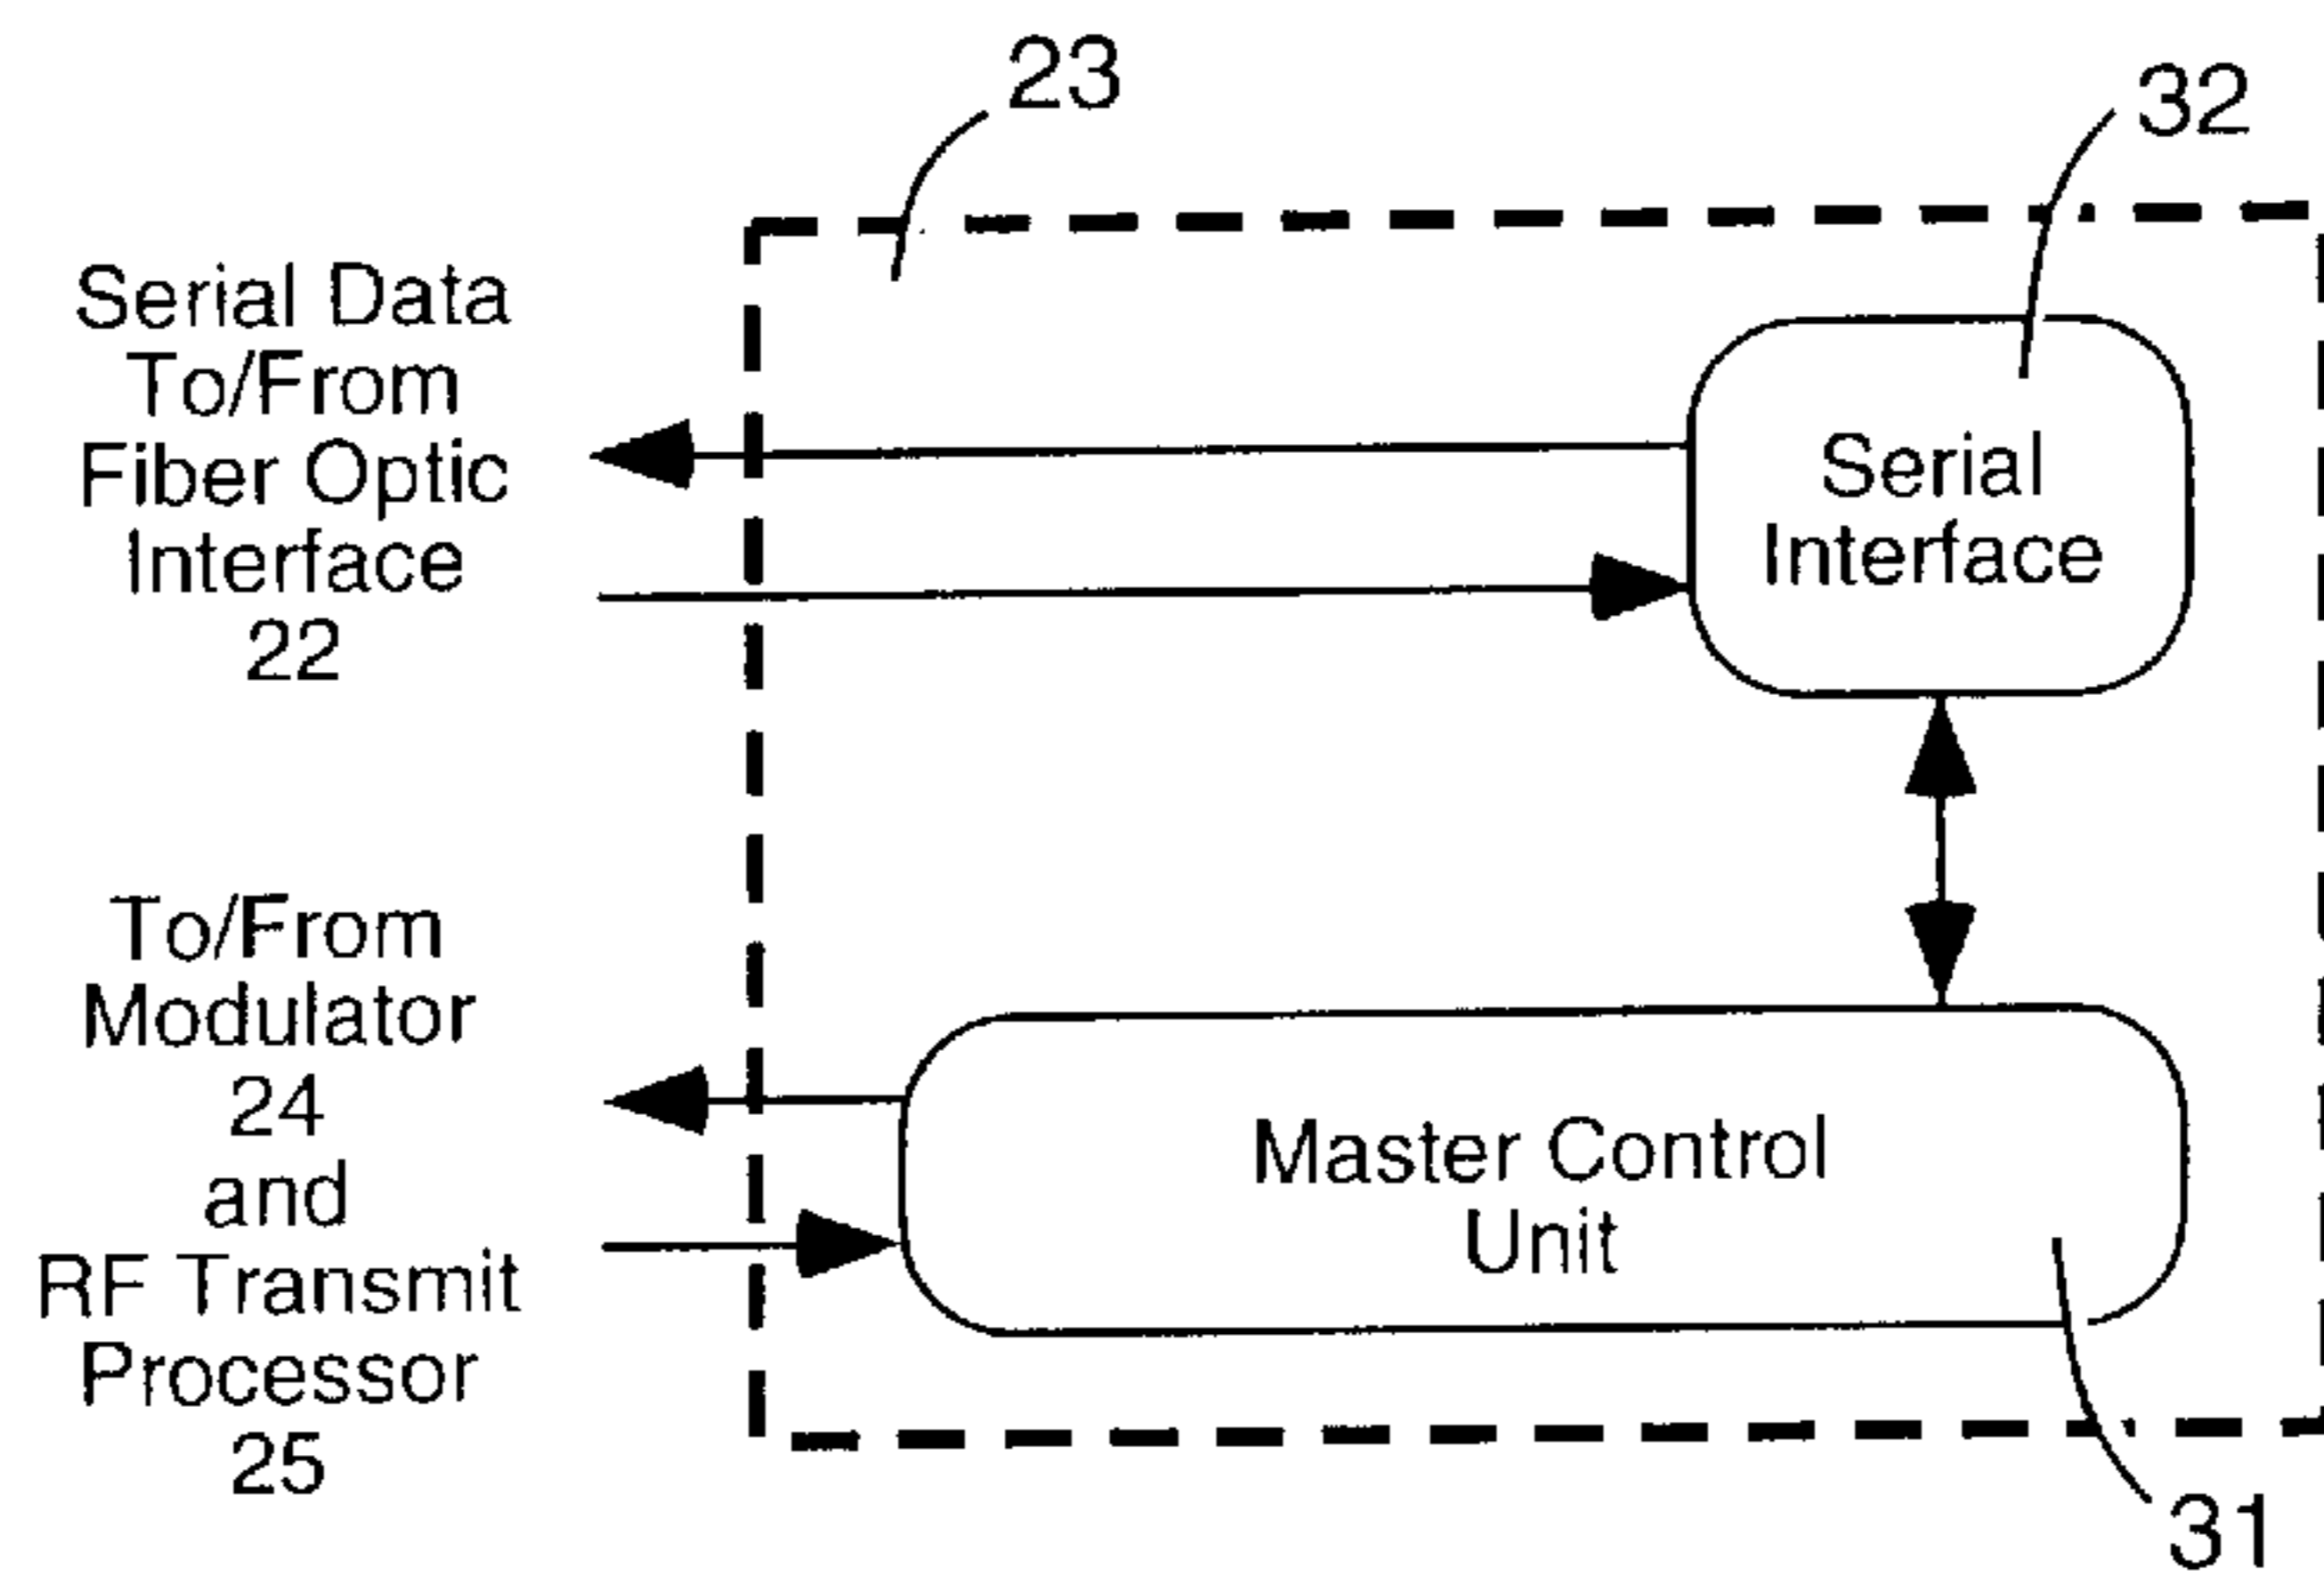 23
32
Serial Data
To/From
Fiber Optic
Interface
22
Serial
Interface
To/From
Modulator
24
and
RF Transmit
Processor
25
Master Control
Unit
31